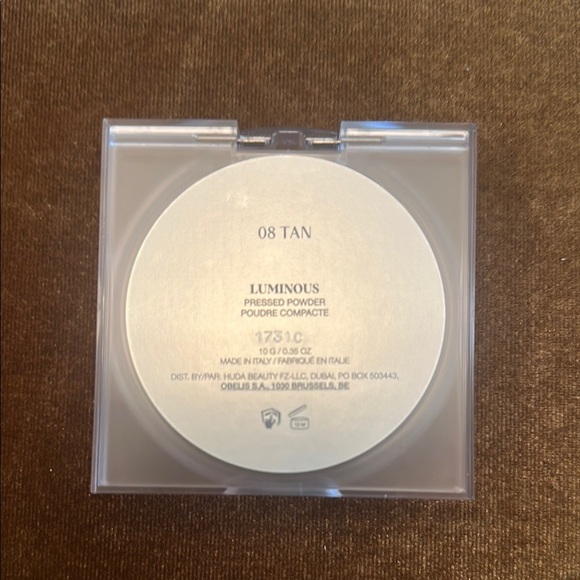 08 TAN
LUMINOUS
PRESSED POWDER
POUDRE COMPACTE
1731C
10 G / 0.35 OZ
MADE IN ITALY / FABRIQUÉ EN ITALIE
DIST. BY/PAR: HUDA BEAUTY FZ-LLC, DUBAI, PO BOX 503443,
OBELIS S.A., 1030 BRUSSELS, BE